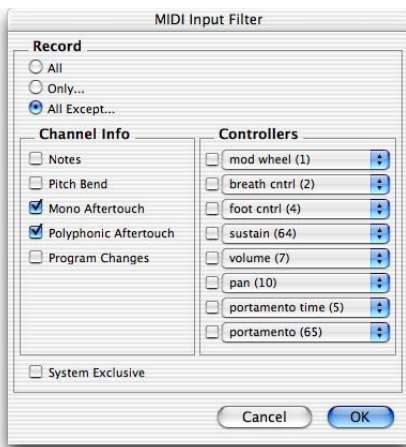 MIDI Input Filter
Record
All
Only...
All Except...
Channel Info
Notes
Pitch Bend
Mono Aftertouch
Polyphonic Aftertouch
Program Changes
Controllers
mod wheel (1)
breath cntrl (2)
foot cntrl (4)
sustain (64)
volume (7)
pan (10)
portamento time (5)
portamento (65)
System Exclusive
Cancel
OK